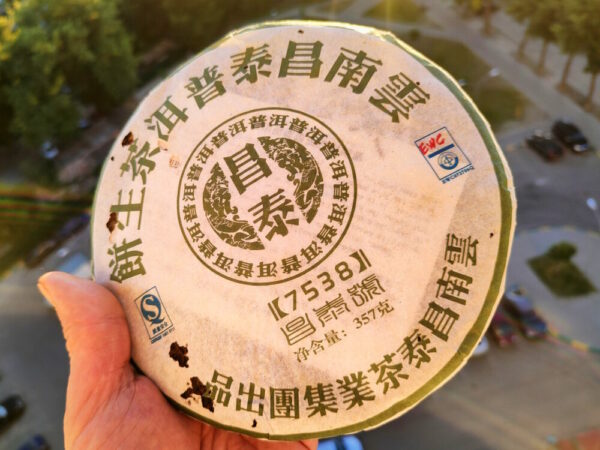 雲南昌泰普洱茶生餅
昌泰
EHC
【7538】
昌泰號
净含量：357克
雲南昌泰茶業集團出品